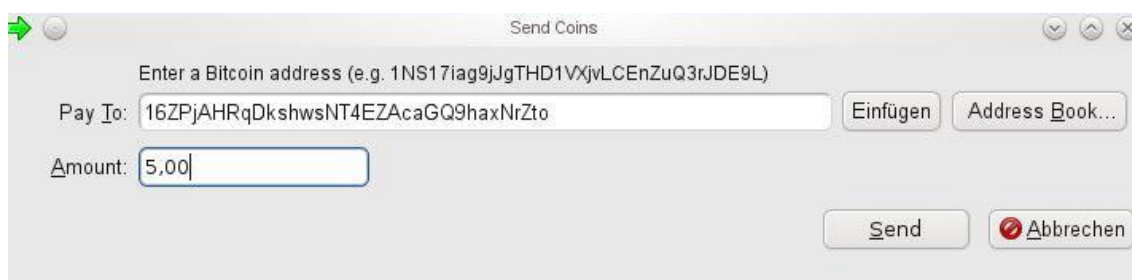 Send Coins
Enter a Bitcoin address (e.g. 1NS17iag9jJgTHD1VXjvLCEnZuQ3rJDE9L)
Pay To: 16ZPjAHRqDkshwsNT4EZAcaGQ9haxNrZto Einfügen Address Book...
Amount: 5,00
Send Abbrechen